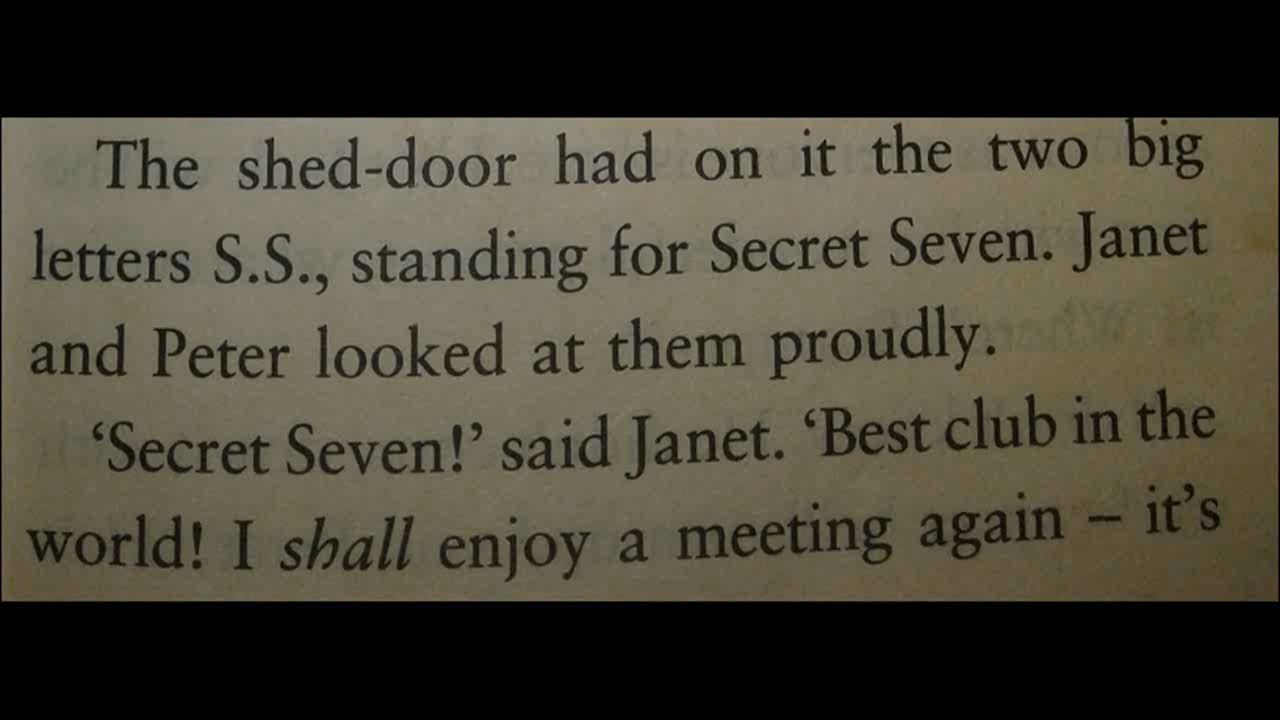 The shed-door had on it the two big
letters S.S., standing for Secret Seven. Janet
and Peter looked at them proudly.
‘Secret Seven!’ said Janet. ‘Best club in the
world! I shall enjoy a meeting again – it’s